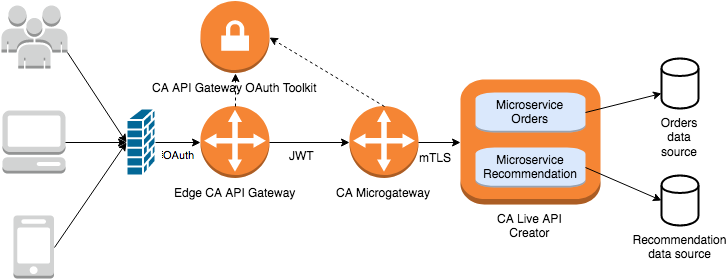 CA API Gateway OAuth Toolkit
OAuth
Edge CA API Gateway
JWT
CA Microgateway
mTLS
Microservice
Orders
Microservice
Recommendation
CA Live API
Creator
Orders
data
source
Recommendation
data source